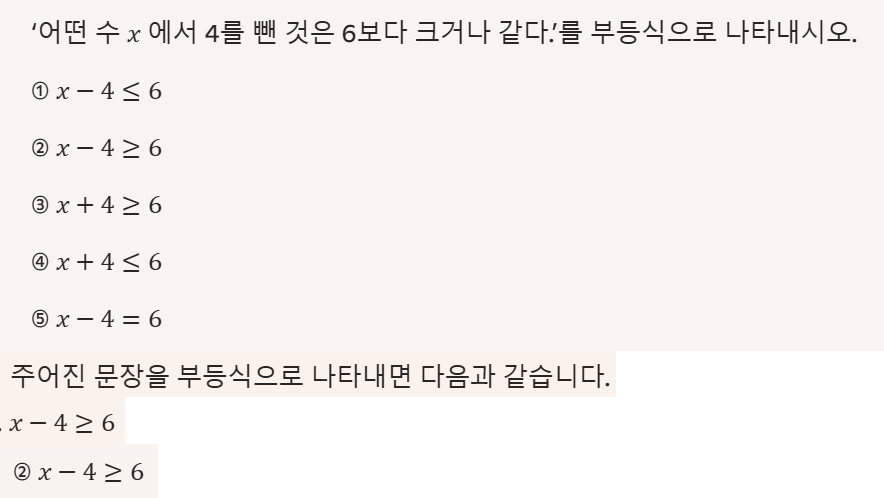 ‘어떤 수 x 에서 4를 뺀 것은 6보다 크거나 같다.’를 부등식으로 나타내시오.
① x − 4 ≤ 6
② x − 4 ≥ 6
③ x + 4 ≥ 6
④ x + 4 ≤ 6
⑤ x − 4 = 6
주어진 문장을 부등식으로 나타내면 다음과 같습니다.
. x − 4 ≥ 6
② x − 4 ≥ 6